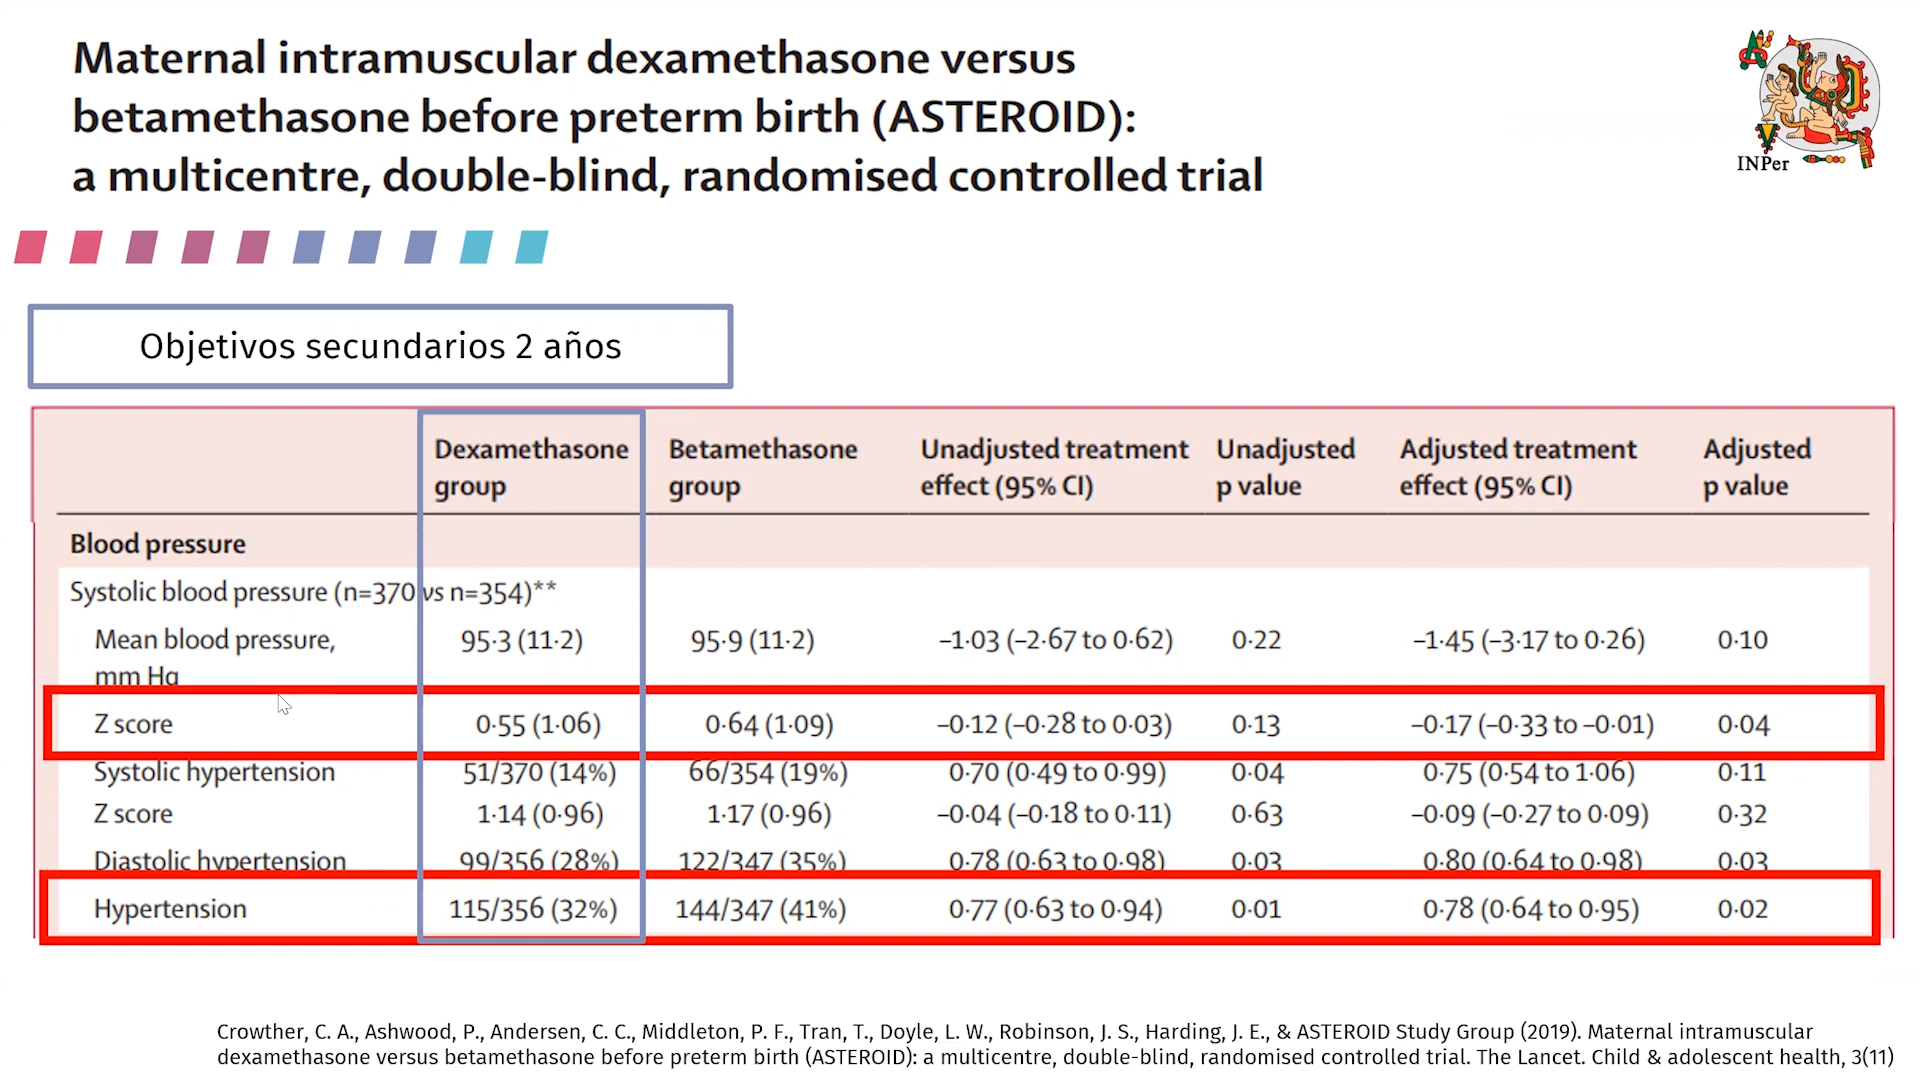 Maternal intramuscular dexamethasone versus
betamethasone before preterm birth (ASTEROID):
a multicentre, double-blind, randomised controlled trial
INPer
Objetivos secundarios 2 años
Dexamethasone group Betamethasone group Unadjusted treatment effect (95% CI) Unadjusted p value Adjusted treatment effect (95% CI) Adjusted p value
Blood pressure
Systolic blood pressure (n=370 vs n=354)**
Mean blood pressure, mm Hg 95·3 (11·2) 95·9 (11·2) –1·03 (–2·67 to 0·62) 0·22 –1·45 (–3·17 to 0·26) 0·10
Z score 0·55 (1·06) 0·64 (1·09) –0·12 (–0·28 to 0·03) 0·13 –0·17 (–0·33 to –0·01) 0·04
Systolic hypertension 51/370 (14%) 66/354 (19%) 0·70 (0·49 to 0·99) 0·04 0·75 (0·54 to 1·06) 0·11
Z score 1·14 (0·96) 1·17 (0·96) –0·04 (–0·18 to 0·11) 0·63 –0·09 (–0·27 to 0·09) 0·32
Diastolic hypertension 99/356 (28%) 122/347 (35%) 0·78 (0·63 to 0·98) 0·03 0·80 (0·64 to 0·98) 0·03
Hypertension 115/356 (32%) 144/347 (41%) 0·77 (0·63 to 0·94) 0·01 0·78 (0·64 to 0·95) 0·02
Crowther, C. A., Ashwood, P., Andersen, C. C., Middleton, P. F., Tran, T., Doyle, L. W., Robinson, J. S., Harding, J. E., & ASTEROID Study Group (2019). Maternal intramuscular
dexamethasone versus betamethasone before preterm birth (ASTEROID): a multicentre, double-blind, randomised controlled trial. The Lancet. Child & adolescent health, 3(11)